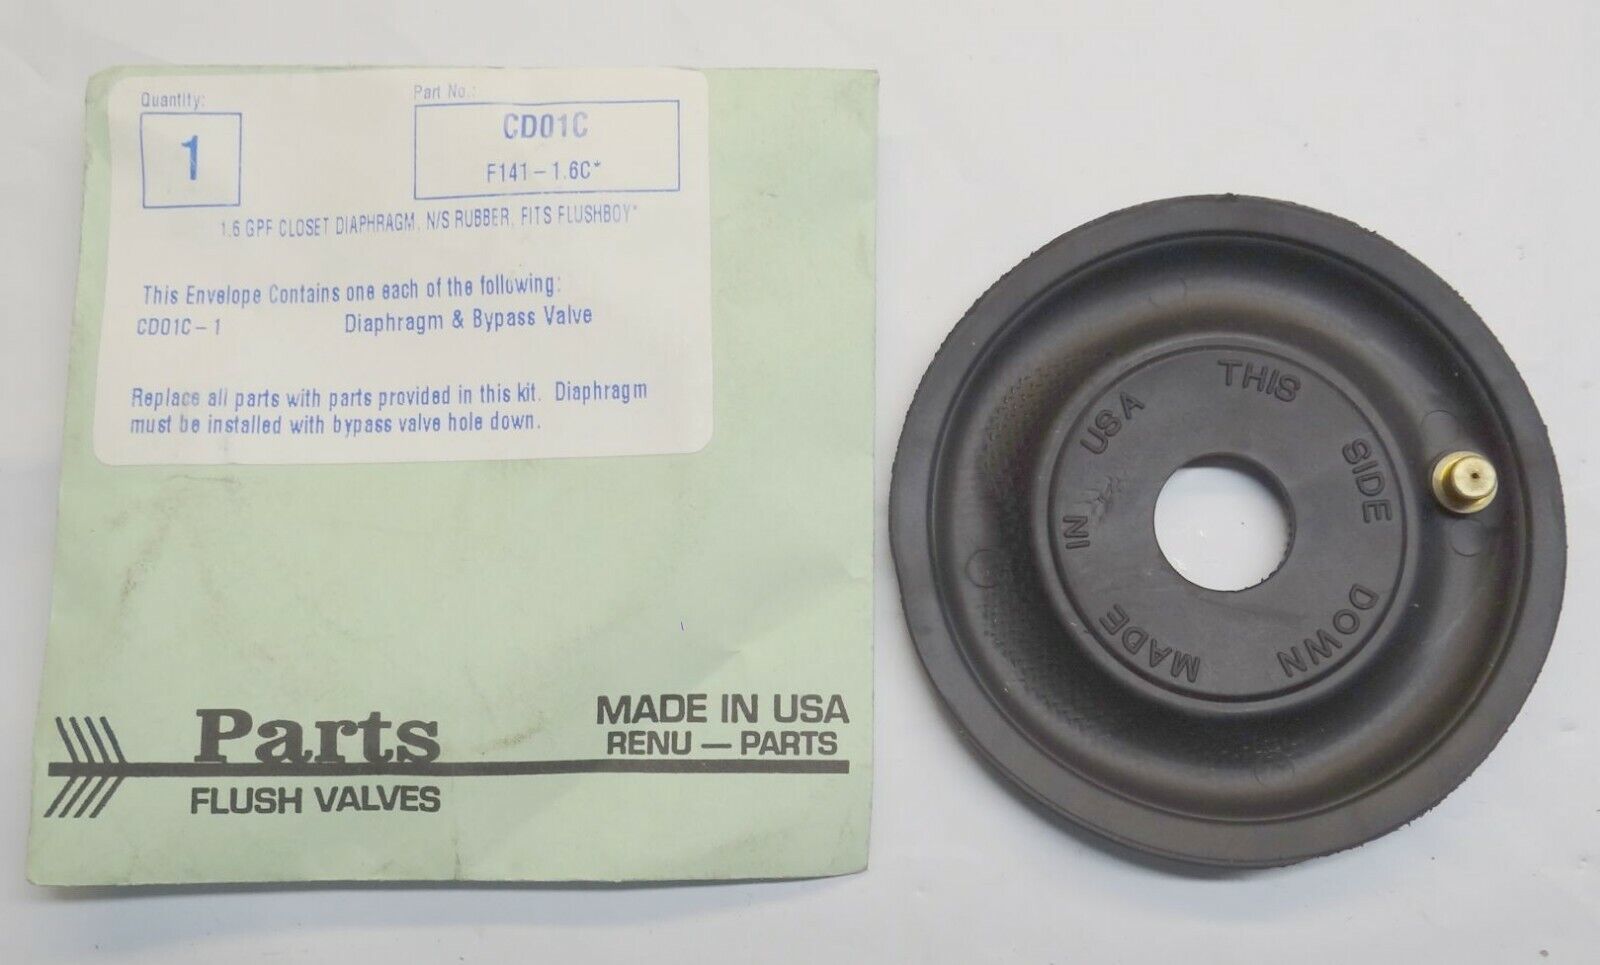 Quantity:
1
Part No.:
CD01C
F141-1.6C*
1.6 GPF CLOSET DIAPHRAGM, N/S RUBBER, FITS FLUSHBOY*
This Envelope Contains one each of the following:
CD01C-1 Diaphragm & Bypass Valve
Replace all parts with parts provided in this kit. Diaphragm
must be installed with bypass valve hole down.
Parts
FLUSH VALVES
MADE IN USA
RENU — PARTS
THIS SIDE DOWN
MADE IN USA